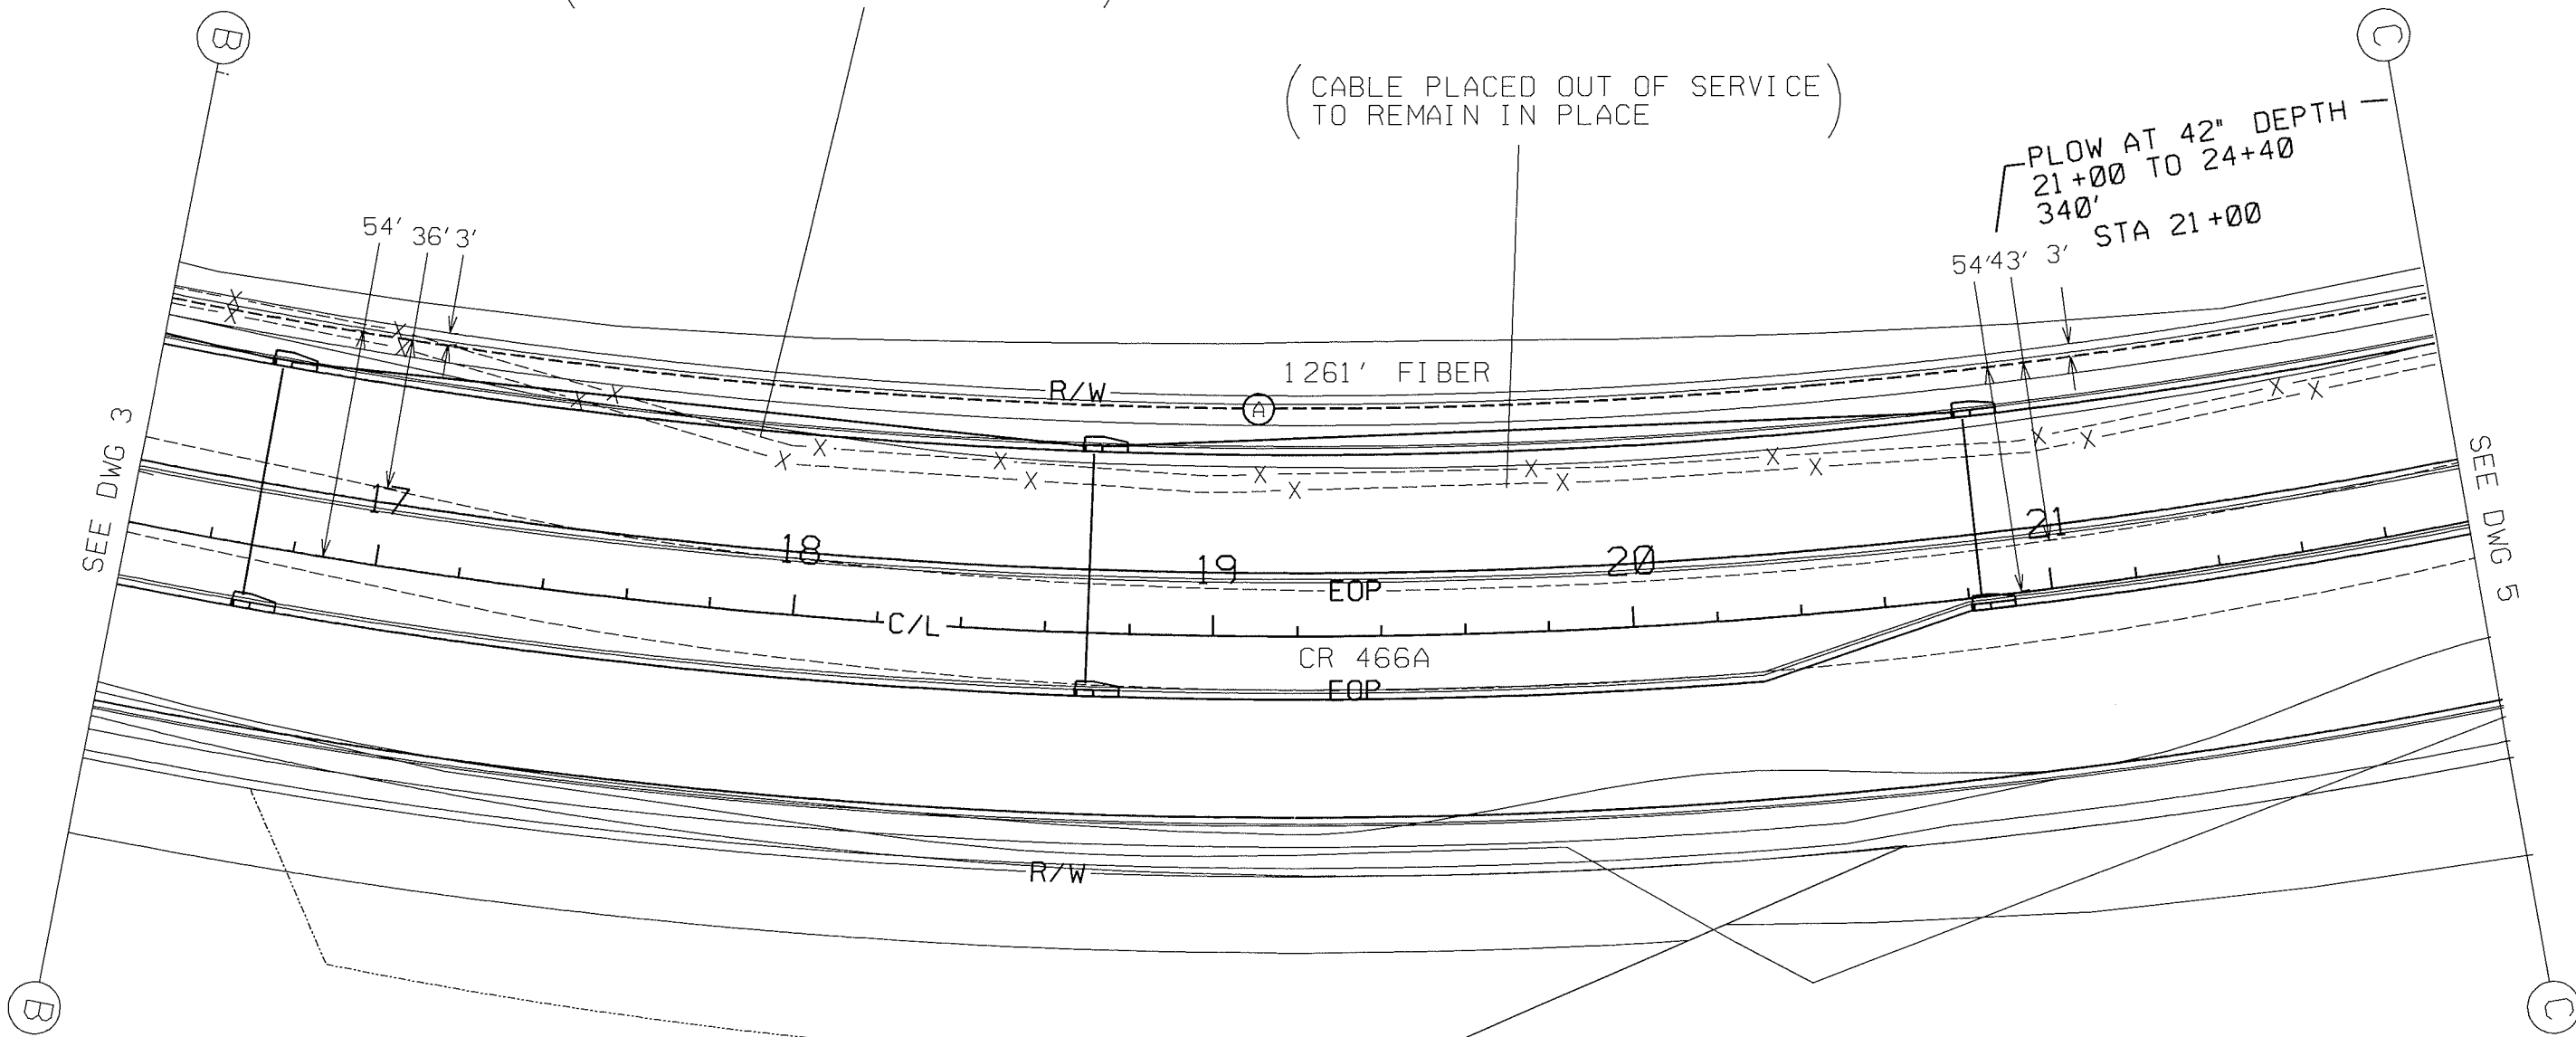 B
C
(CABLE PLACED OUT OF SERVICE
TO REMAIN IN PLACE)
PLOW AT 42" DEPTH
21+00 TO 24+40
340'
STA 21+00
54' 36' 3'
54' 43' 3'
1261' FIBER
R/W
A
SEE DWG 3
SEE DWG 5
17
18
19
20
21
EOP
C/L
CR 466A
EOP
R/W
B
C